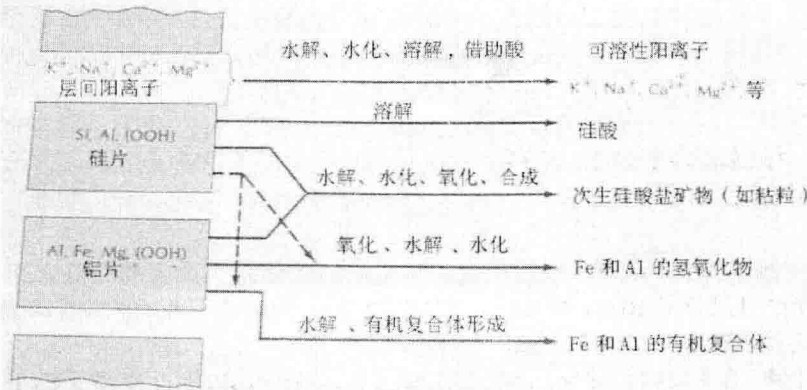 水解、水化、溶解,借助酸
可溶性阳离子
K⁺, Na⁺, Ca²⁺, Mg²⁺
层间阳离子
K⁺, Na⁺, Ca²⁺, Mg²⁺ 等
溶解
硅酸
Si, Al, (OOH)
硅片
水解、水化、氧化、合成
次生硅酸盐矿物(如粘粒)
Al, Fe, Mg, (OOH)
铝片
氧化、水解、水化
Fe 和 Al 的氢氧化物
水解、有机复合体形成
Fe 和 Al 的有机复合体